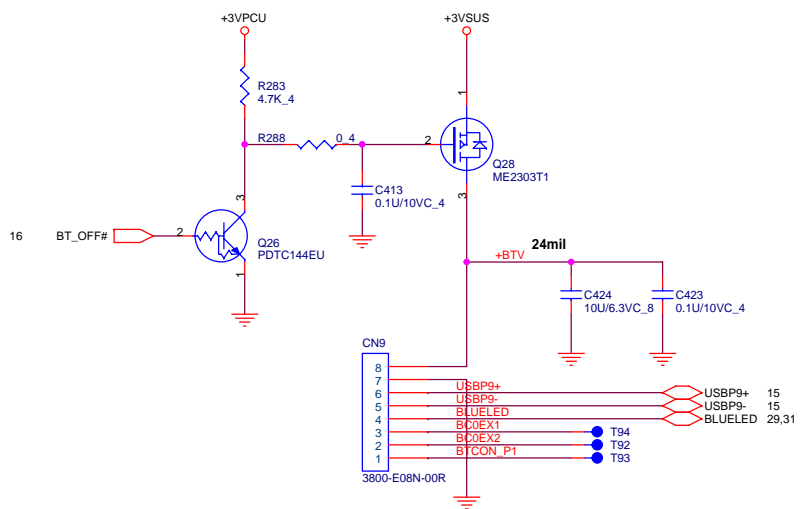 +3VPCU
+3VSUS
R283
4.7K_4
1
R288
0_4
2
Q28
ME2303T1
C413
0.1U/10VC_4
3
3
16
BT_OFF#
2
Q26
PDTC144EU
1
24mil
+BTV
C424
10U/6.3VC_8
C423
0.1U/10VC_4
CN9
8
7
6
USBP9+
USBP9+
15
5
USBP9-
USBP9-
15
4
BLUELED
BLUELED
29,31
3
BC0EX1
T94
2
BC0EX2
T92
1
BTCON_P1
T93
3800-E08N-00R